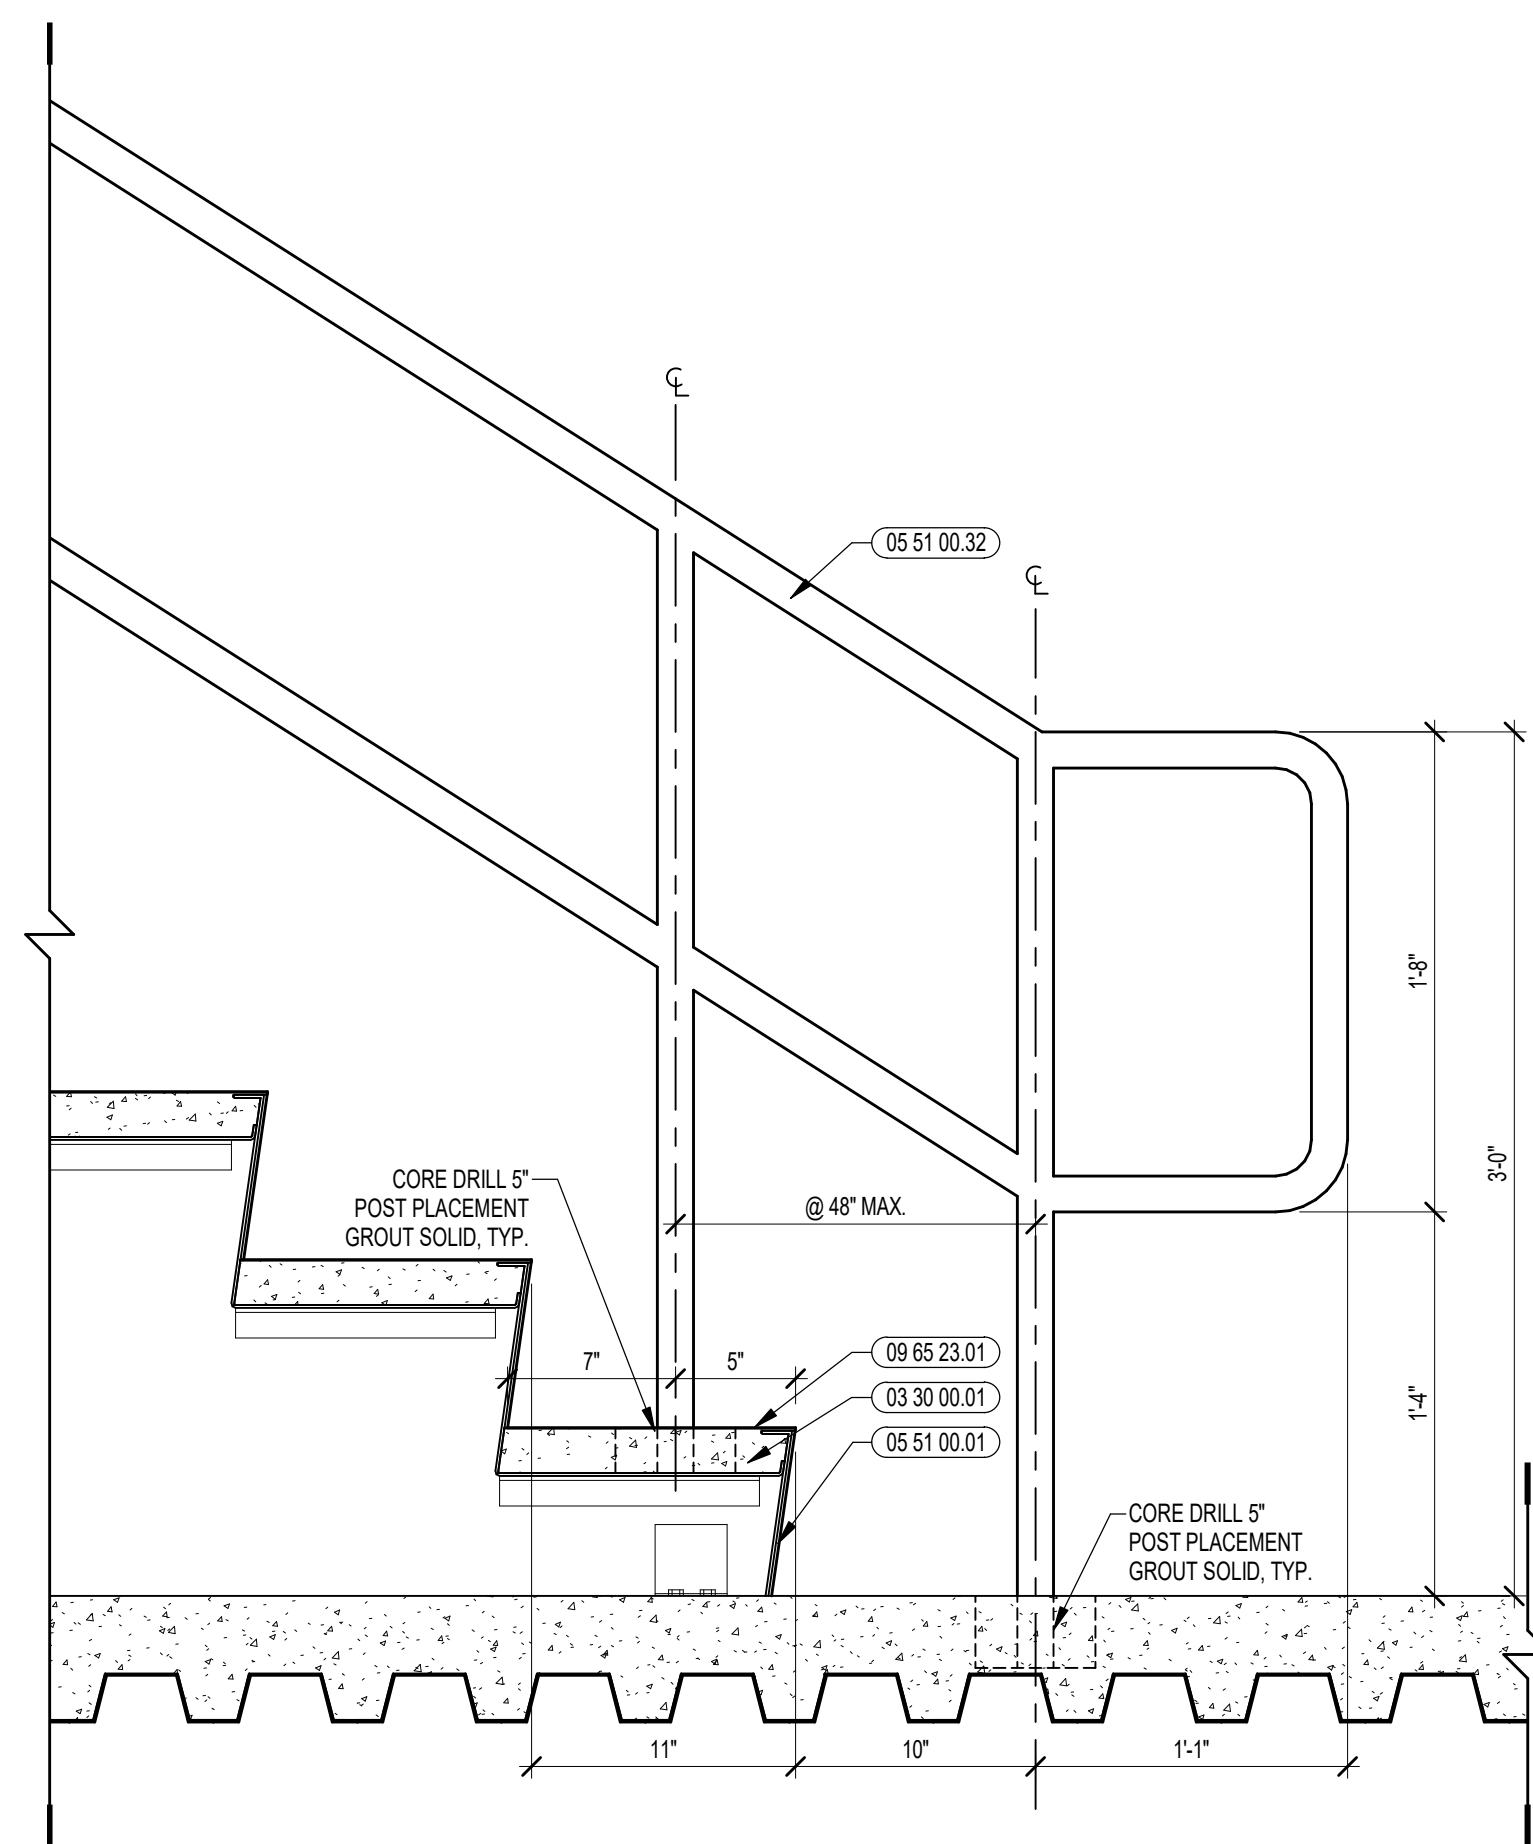 ℄
05 51 00.32
℄
1'-8"
3'-0"
CORE DRILL 5"
POST PLACEMENT
GROUT SOLID, TYP.
@ 48" MAX.
7"
5"
09 65 23.01
03 30 00.01
05 51 00.01
1'-4"
CORE DRILL 5"
POST PLACEMENT
GROUT SOLID, TYP.
11"
10"
1'-1"